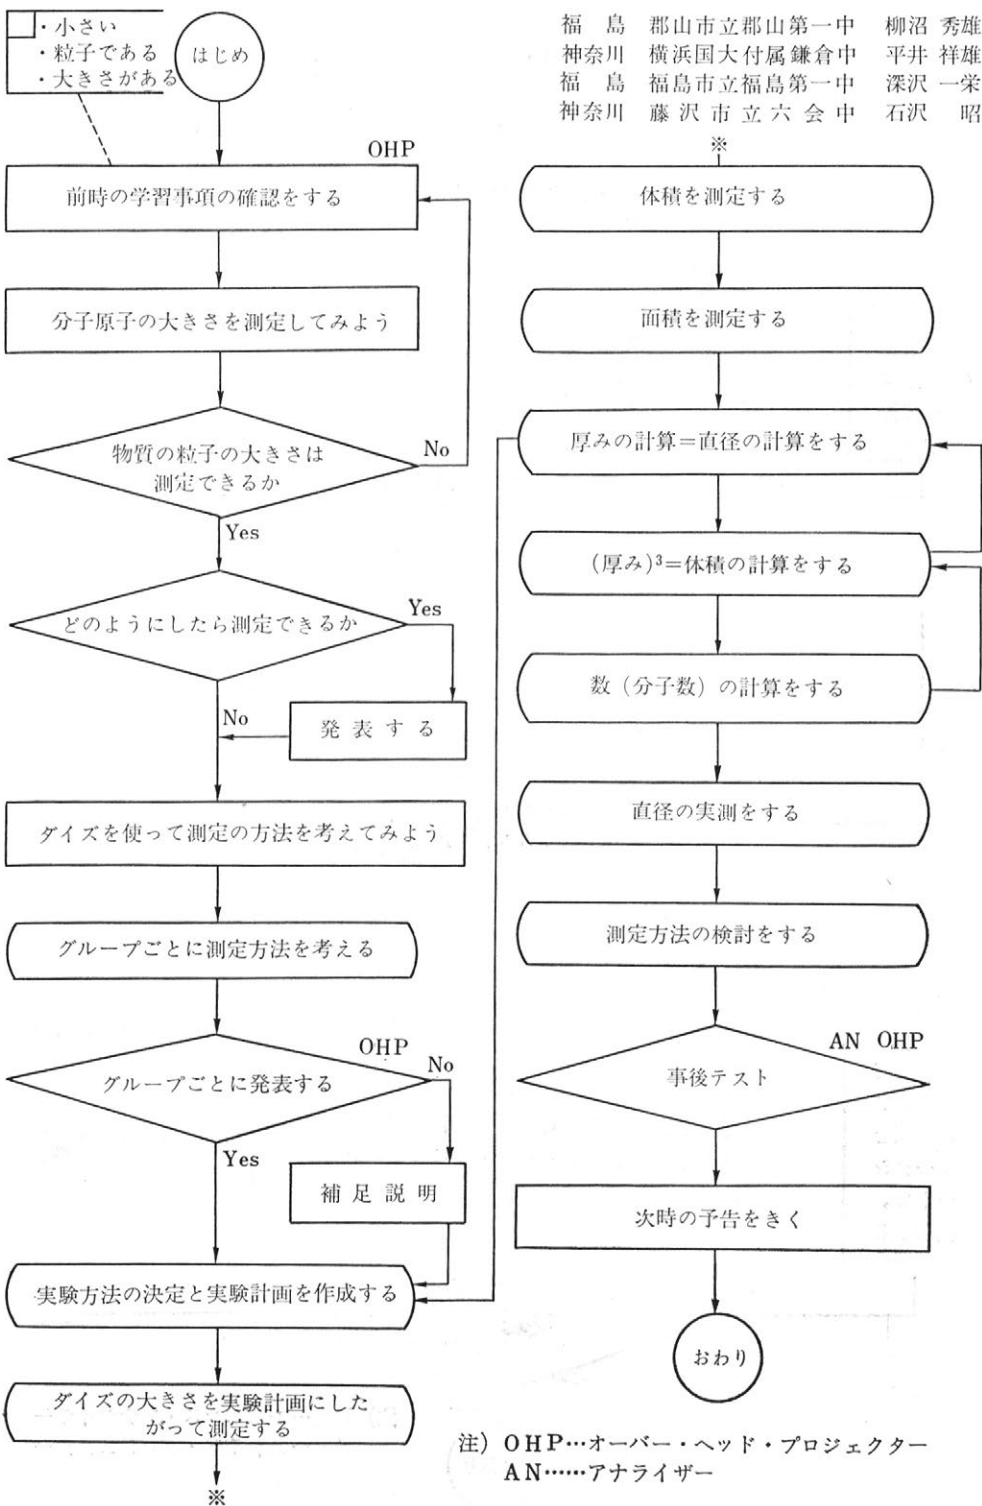 ・小さい
・粒子である
・大きさがある
はじめ
福島 郡山市立郡山第一中 柳沼 秀雄
神奈川 横浜国大付属鎌倉中 平井 祥雄
福島 福島市立福島第一中 深沢 一栄
神奈川 藤沢市立六会中 石沢 昭
OHP
前時の学習事項の確認をする
分子原子の大きさを測定してみよう
物質の粒子の大きさは
測定できるか
No
Yes
どのようにしたら測定できるか
Yes
No
発表する
ダイズを使って測定の方法を考えてみよう
グループごとに測定方法を考える
OHP
グループごとに発表する
No
Yes
補足説明
実験方法の決定と実験計画を作成する
ダイズの大きさを実験計画にした
がって測定する
※
※
体積を測定する
面積を測定する
厚みの計算=直径の計算をする
(厚み)³=体積の計算をする
数(分子数)の計算をする
直径の実測をする
測定方法の検討をする
AN OHP
事後テスト
次時の予告をきく
おわり
注) OHP…オーバー・ヘッド・プロジェクター
AN……アナライザー